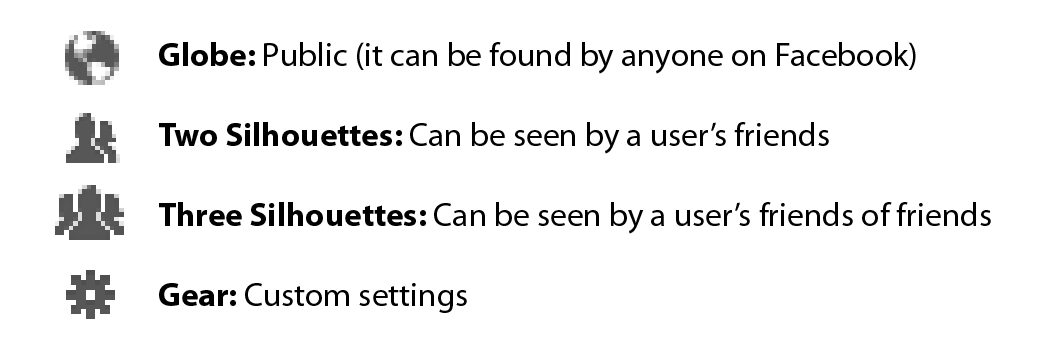 Globe: Public (it can be found by anyone on Facebook)
Two Silhouettes: Can be seen by a user’s friends
Three Silhouettes: Can be seen by a user’s friends of friends
Gear: Custom settings